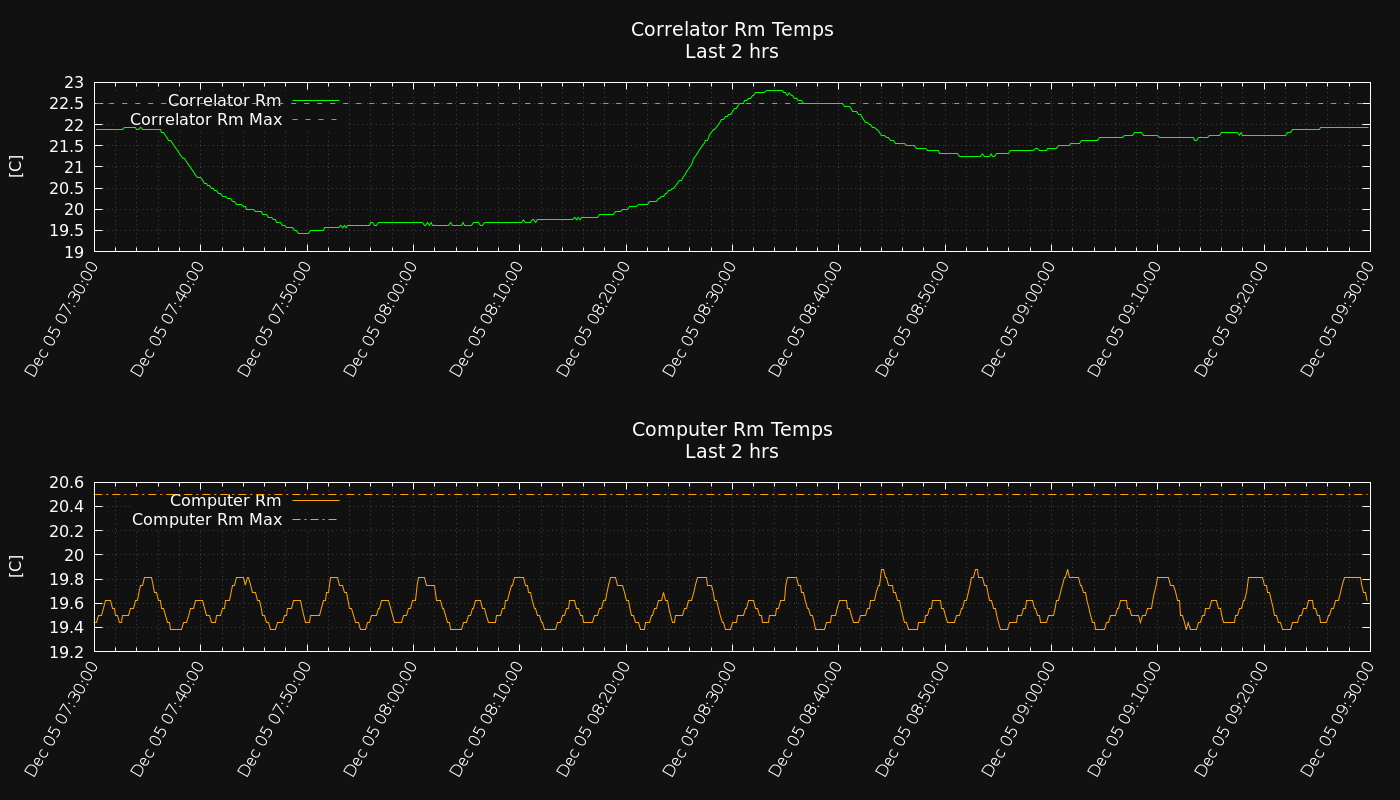 Correlator Rm Temps
Last 2 hrs
23
22.5
22
21.5
21
20.5
20
19.5
19
[C]
Correlator Rm
Correlator Rm Max
Dec 05 07:30:00
Dec 05 07:40:00
Dec 05 07:50:00
Dec 05 08:00:00
Dec 05 08:10:00
Dec 05 08:20:00
Dec 05 08:30:00
Dec 05 08:40:00
Dec 05 08:50:00
Dec 05 09:00:00
Dec 05 09:10:00
Dec 05 09:20:00
Dec 05 09:30:00
Computer Rm Temps
Last 2 hrs
20.6
20.4
20.2
20
19.8
19.6
19.4
19.2
[C]
Computer Rm
Computer Rm Max
Dec 05 07:30:00
Dec 05 07:40:00
Dec 05 07:50:00
Dec 05 08:00:00
Dec 05 08:10:00
Dec 05 08:20:00
Dec 05 08:30:00
Dec 05 08:40:00
Dec 05 08:50:00
Dec 05 09:00:00
Dec 05 09:10:00
Dec 05 09:20:00
Dec 05 09:30:00